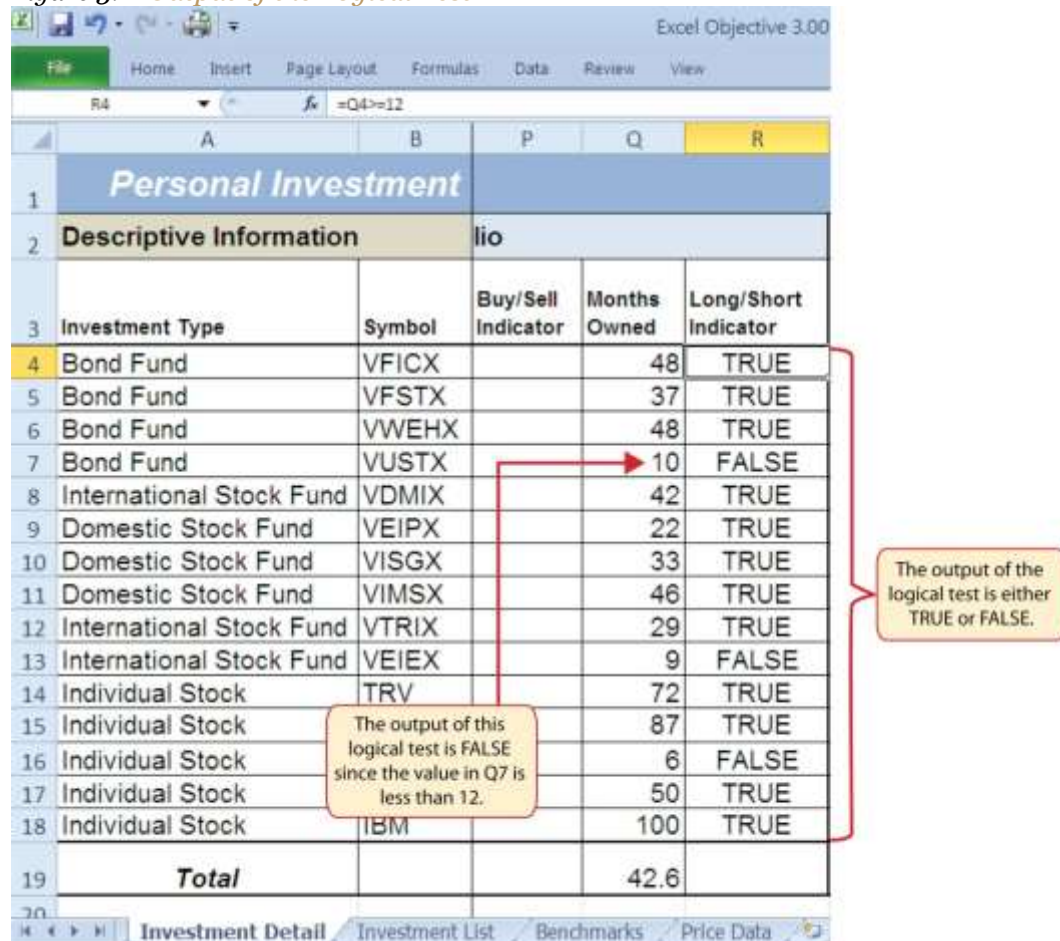 Excel Objective 3.00
File Home Insert Page Layout Formulas Data Review View
R4 fx =Q4>=12
A B P Q R
1 Personal Investment
2 Descriptive Information lio
3 Investment Type Symbol Buy/Sell Indicator Months Owned Long/Short Indicator
4 Bond Fund VFICX 48 TRUE
5 Bond Fund VFSTX 37 TRUE
6 Bond Fund VWEHX 48 TRUE
7 Bond Fund VUSTX 10 FALSE
8 International Stock Fund VDMIX 42 TRUE
9 Domestic Stock Fund VEIPX 22 TRUE
10 Domestic Stock Fund VISGX 33 TRUE
11 Domestic Stock Fund VIMSX 46 TRUE
12 International Stock Fund VTRIX 29 TRUE
13 International Stock Fund VEIEX 9 FALSE
14 Individual Stock TRV 72 TRUE
15 Individual Stock 87 TRUE
16 Individual Stock 6 FALSE
17 Individual Stock 50 TRUE
18 Individual Stock IBM 100 TRUE
19 Total 42.6
20
The output of this
logical test is FALSE
since the value in Q7 is
less than 12.
The output of the
logical test is either
TRUE or FALSE.
Investment Detail Investment List Benchmarks Price Data